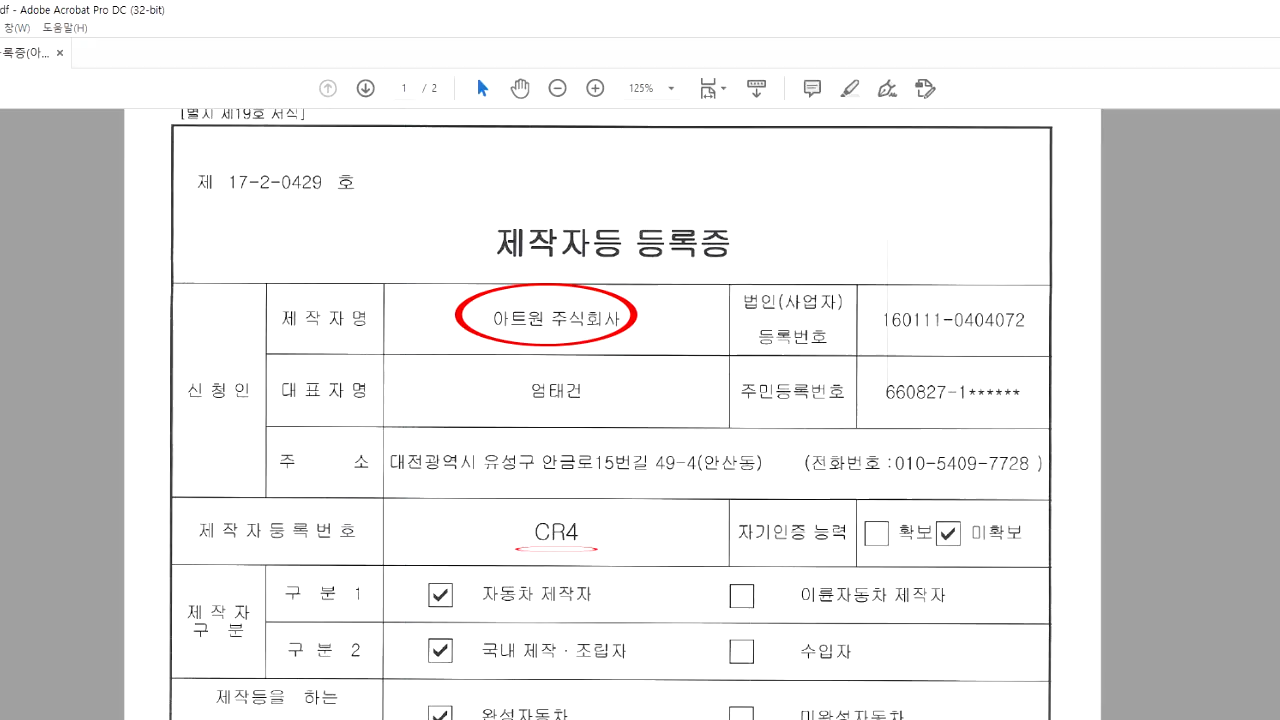 df - Adobe Acrobat Pro DC (32-bit)
창(W) 도움말(H)
록증(아... ×
1 / 2 125%
[별지 제19호 서식]
제 17-2-0429 호
제작자등 등록증
신 청 인
제 작 자 명
아트원 주식회사
법인(사업자)
등록번호
160111-0404072
대 표 자 명
엄태건
주민등록번호
660827-1******
주 소
대전광역시 유성구 안금로15번길 49-4(안산동) (전화번호 :010-5409-7728 )
제 작 자 등 록 번 호
CR4
자기인증 능력
확보 미확보
제 작 자
구 분
구 분 1
자동차 제작자
이륜자동차 제작자
구 분 2
국내 제작 · 조립자
수입자
제작등을 하는
완성자동차
미완성자동차